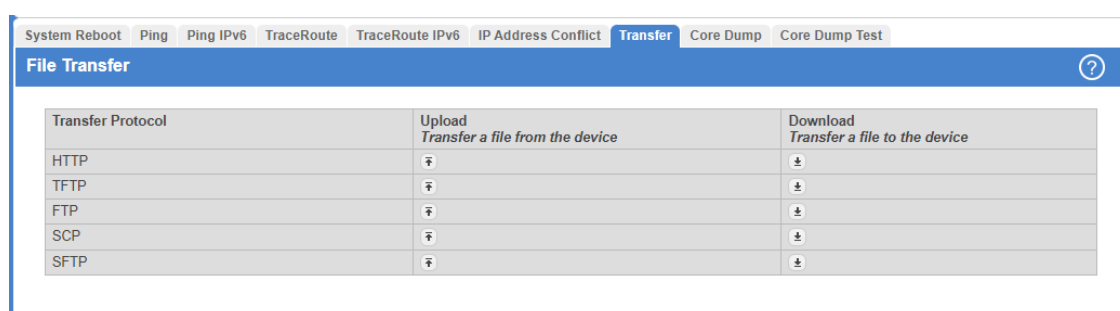 System Reboot Ping Ping IPv6 TraceRoute TraceRoute IPv6 IP Address Conflict Transfer Core Dump Core Dump Test
File Transfer ?
Transfer Protocol Upload Download
Transfer a file from the device Transfer a file to the device
HTTP
TFTP
FTP
SCP
SFTP